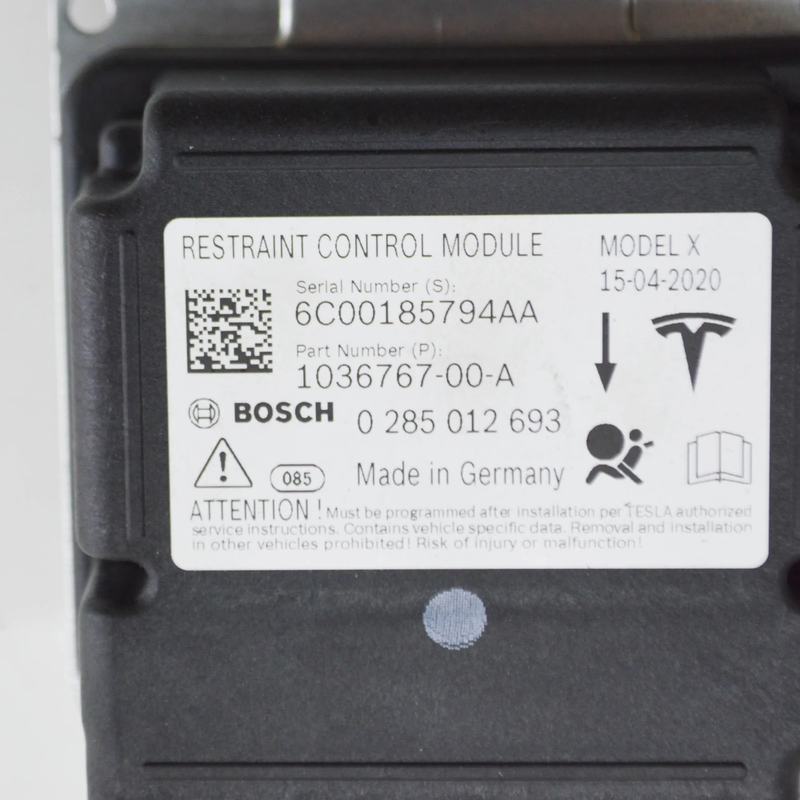 RESTRAINT CONTROL MODULE
MODEL X
15-04-2020
Serial Number (S):
6C00185794AA
Part Number (P):
1036767-00-A
BOSCH 0 285 012 693
085 Made in Germany
ATTENTION ! Must be programmed after installation per TESLA authorized
service instructions. Contains vehicle specific data. Removal and installation
in other vehicles prohibited! Risk of injury or malfunction!